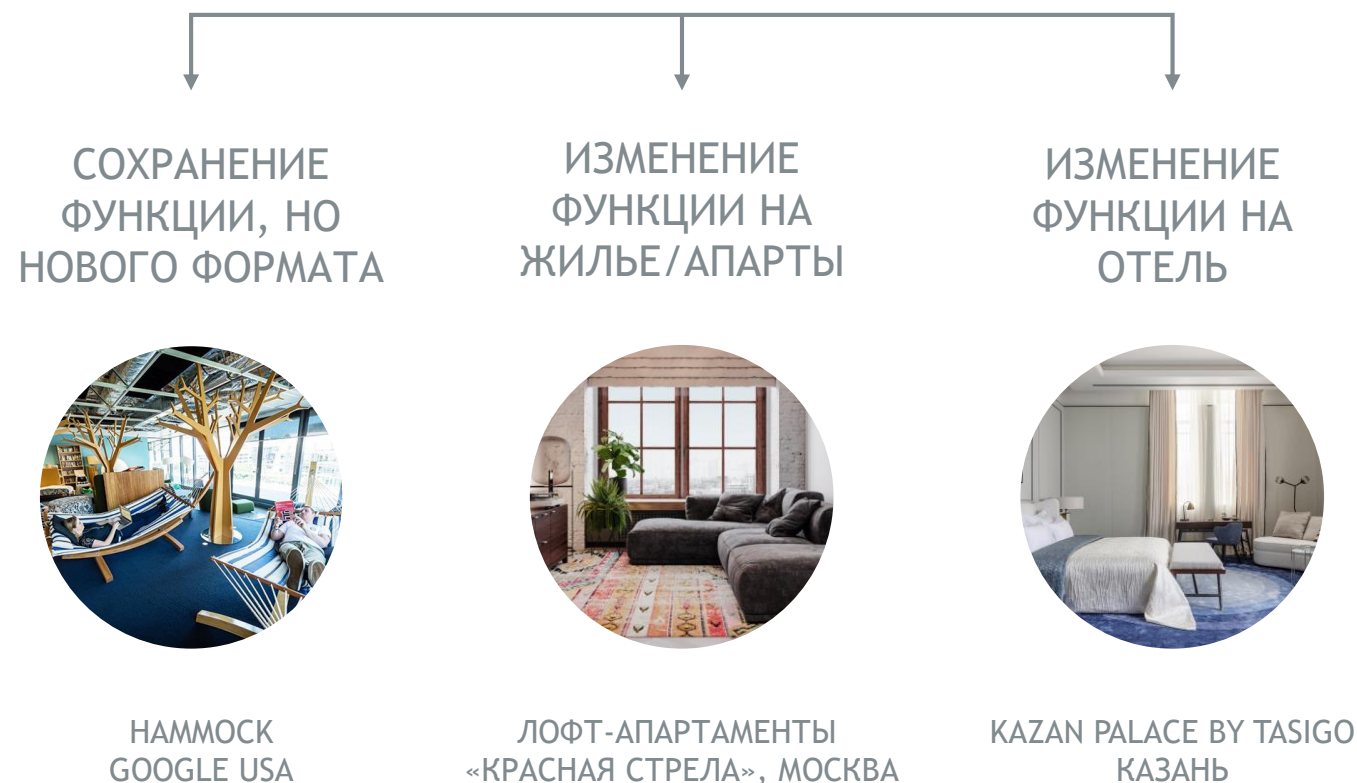 СОХРАНЕНИЕ
ФУНКЦИИ, НО
НОВОГО ФОРМАТА
ИЗМЕНЕНИЕ
ФУНКЦИИ НА
ЖИЛЬЕ/АПАРТЫ
ИЗМЕНЕНИЕ
ФУНКЦИИ НА
ОТЕЛЬ
HAMMOCK
GOOGLE USA
ЛОФТ-АПАРТАМЕНТЫ
«КРАСНАЯ СТРЕЛА», МОСКВА
KAZAN PALACE BY TASIGO
КАЗАНЬ